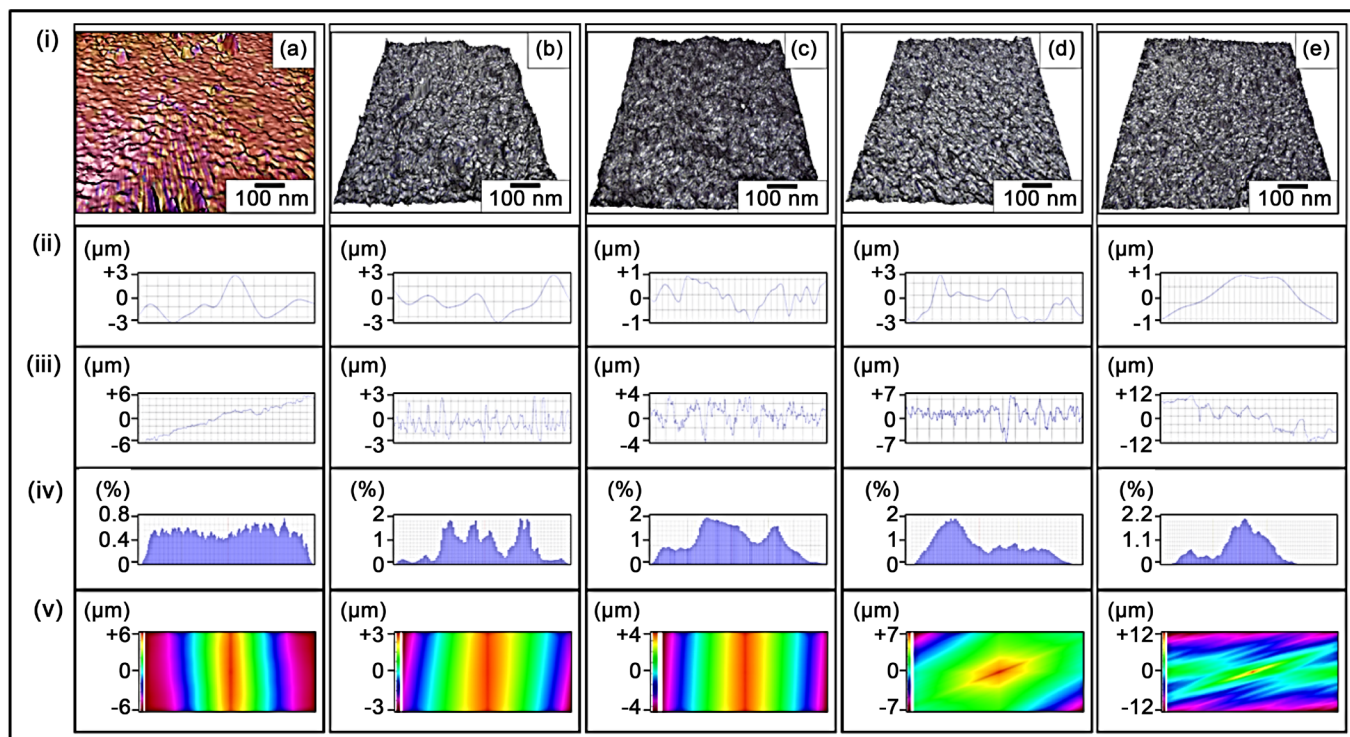 (i)
(a)
(b)
(c)
(d)
(e)
100 nm
100 nm
100 nm
100 nm
100 nm
(ii)
(µm)
+3
0
-3
(µm)
+3
0
-3
(µm)
+1
0
-1
(µm)
+3
0
-3
(µm)
+1
0
-1
(iii)
(µm)
+6
0
-6
(µm)
+3
0
-3
(µm)
+4
0
-4
(µm)
+7
0
-7
(µm)
+12
0
-12
(iv)
(%)
0.8
0.4
0
(%)
2
1
0
(%)
2
1
0
(%)
2
1
0
(%)
2.2
1.1
0
(v)
(µm)
+6
0
-6
(µm)
+3
0
-3
(µm)
+4
0
-4
(µm)
+7
0
-7
(µm)
+12
0
-12